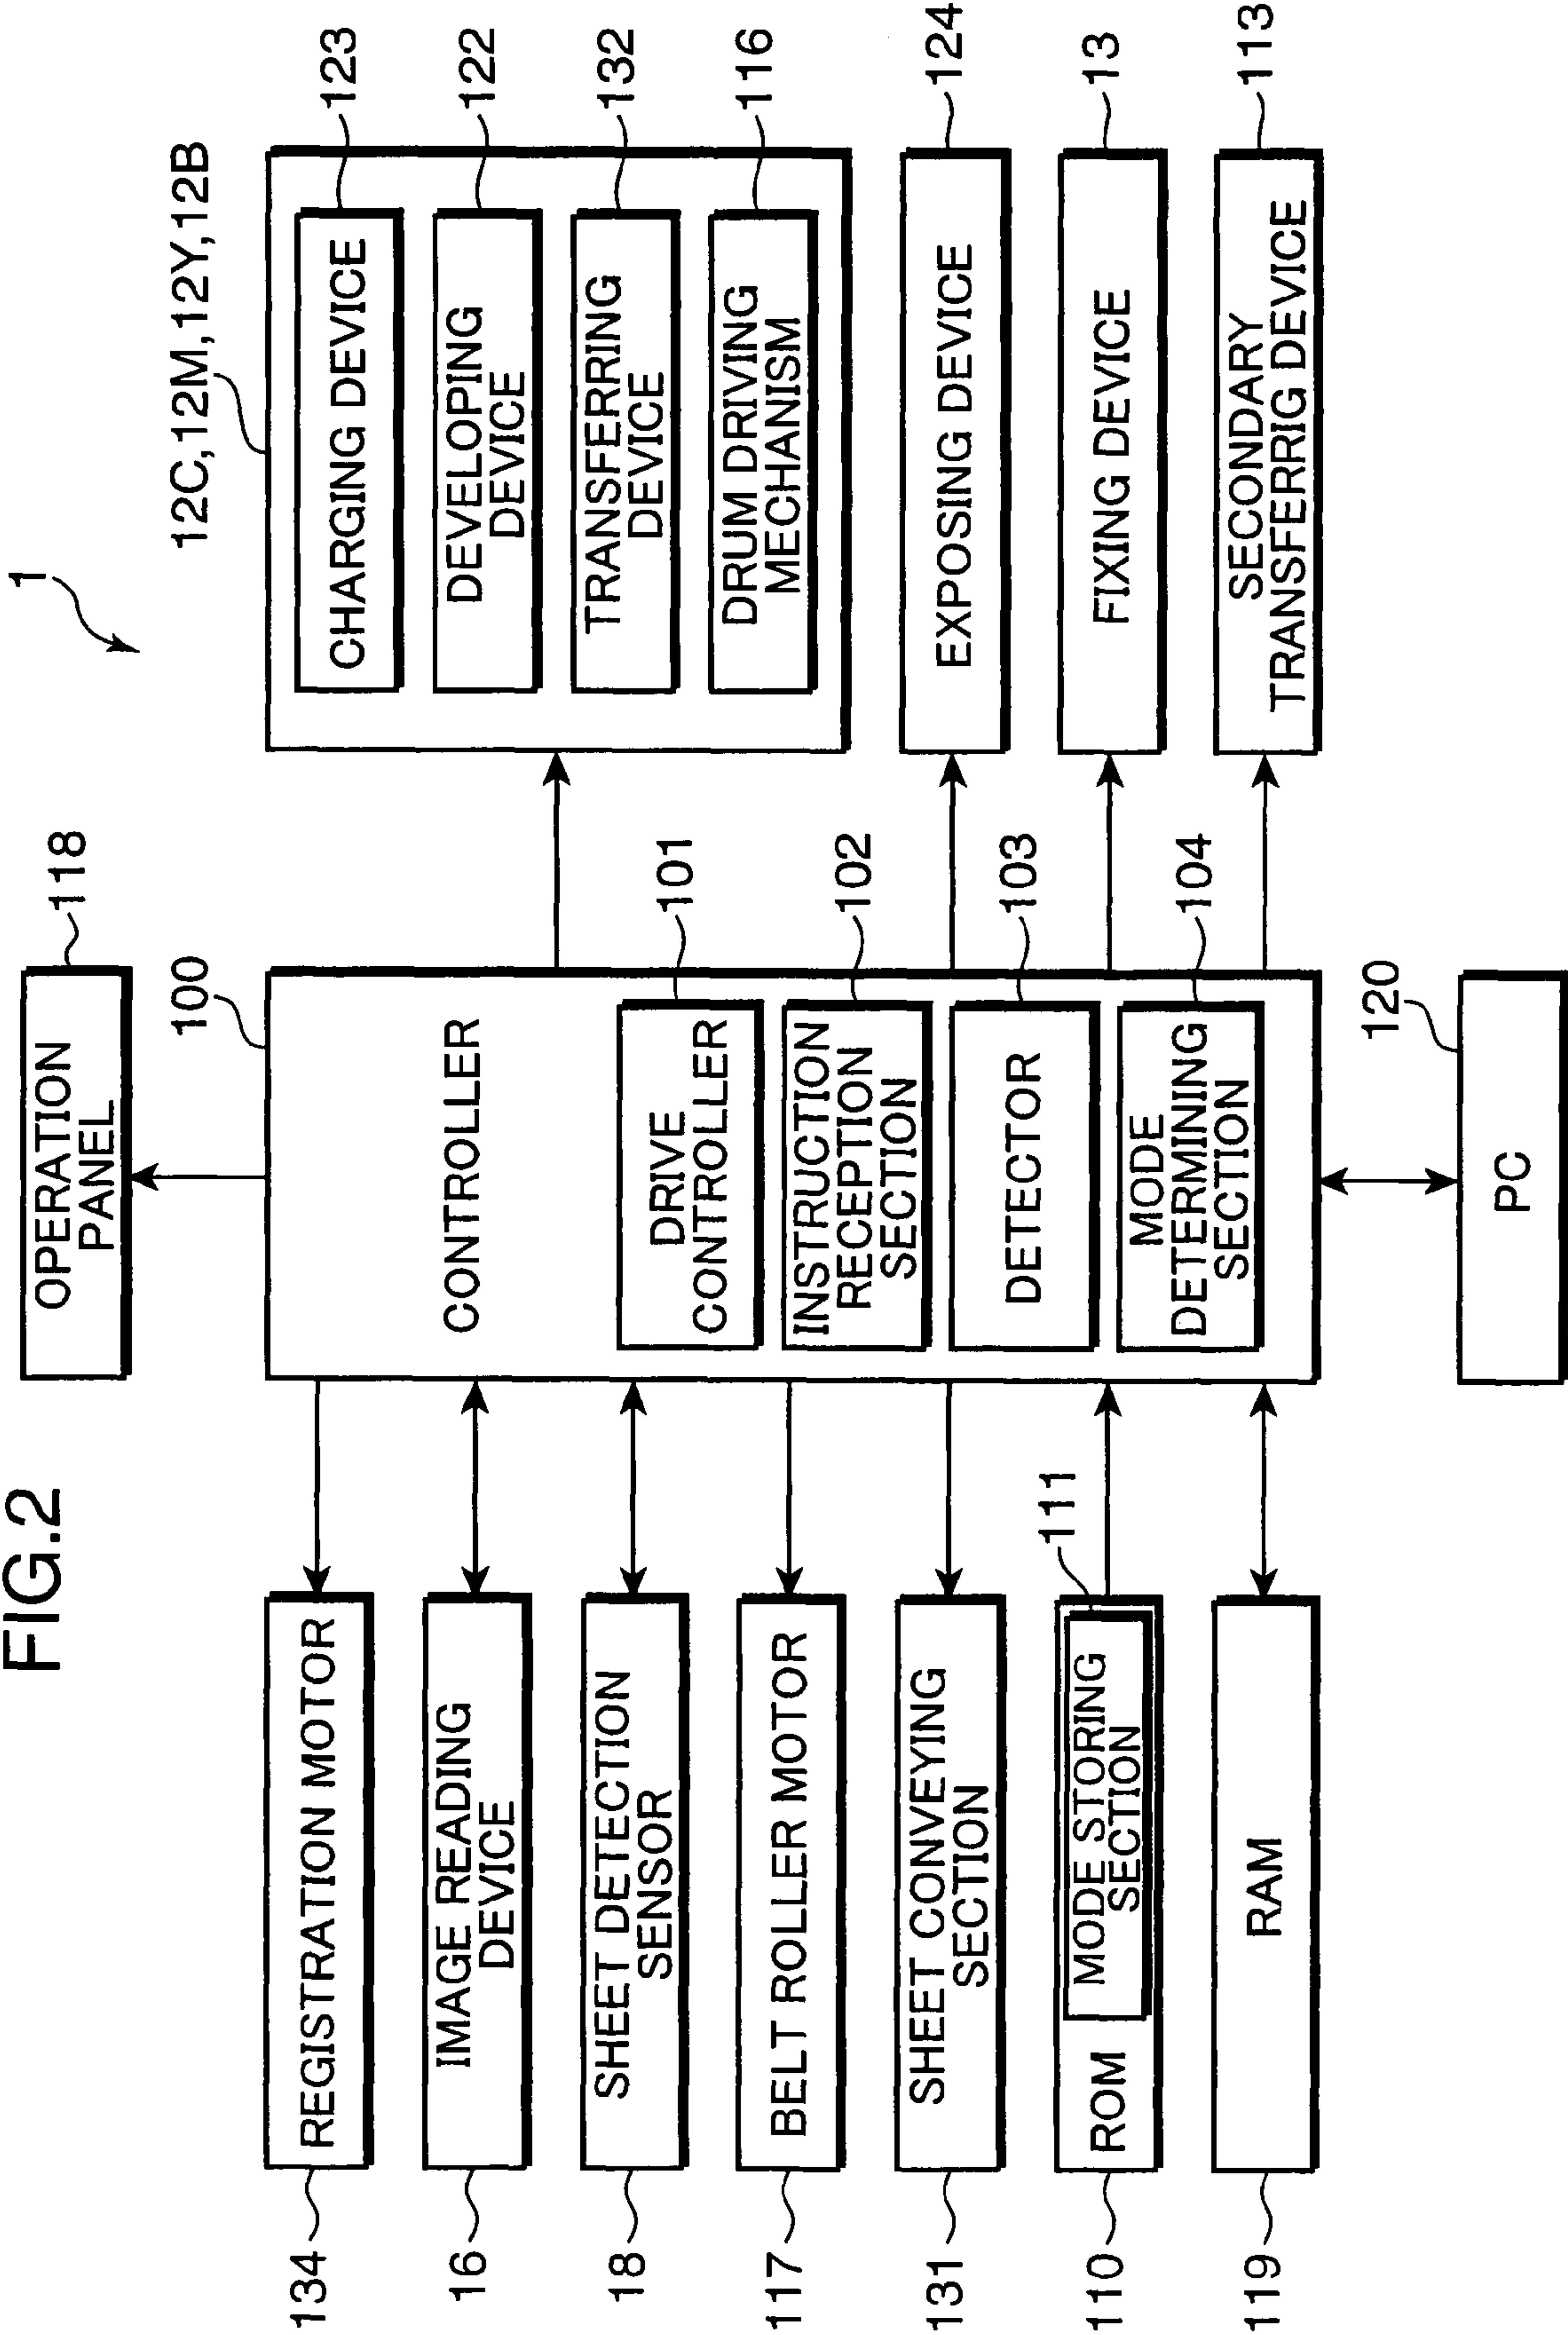 FIG.2
1
OPERATION
PANEL
118
100
CONTROLLER
DRIVE
CONTROLLER
101
INSTRUCTION
RECEPTION
SECTION
102
DETECTOR
103
MODE
DETERMINING
SECTION
104
134
REGISTRATION MOTOR
16
IMAGE READING
DEVICE
18
SHEET DETECTION
SENSOR
117
BELT ROLLER MOTOR
131
SHEET CONVEYING
SECTION
110
ROM
MODE STORING
SECTION
111
119
RAM
12C,12M,12Y,12B
CHARGING DEVICE
123
DEVELOPING
DEVICE
122
TRANSFERRING
DEVICE
132
DRUM DRIVING
MECHANISM
116
EXPOSING DEVICE
124
FIXING DEVICE
13
SECONDARY
TRANSFERRIG DEVICE
113
120
PC